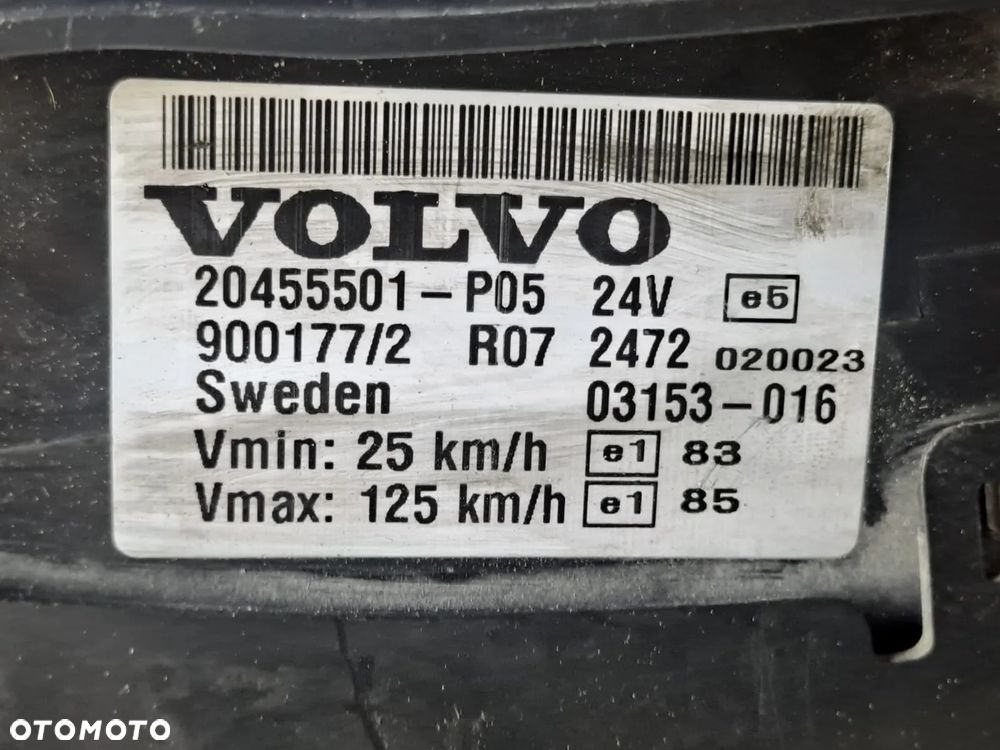 VOLVO
20455501-P05 24V e5
900177/2 R07 2472 020023
Sweden 03153-016
Vmin: 25 km/h e1 83
Vmax: 125 km/h e1 85
OTOMOTO